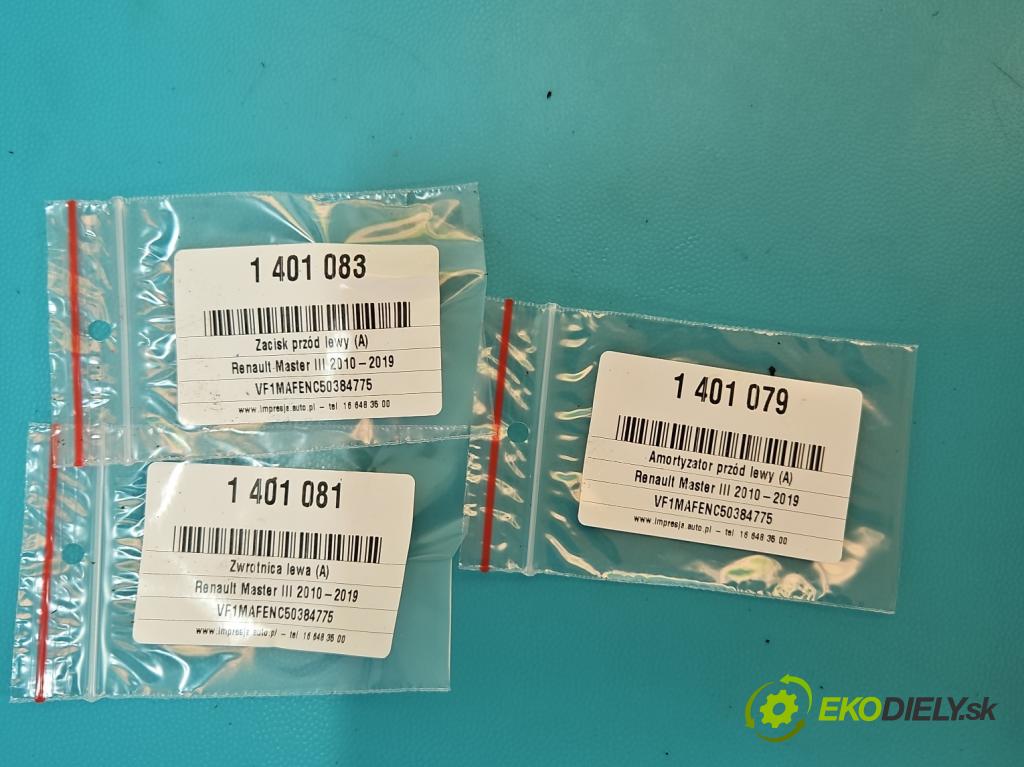 1 401 083
Zacisk przód lewy (A)
Renault Master III 2010–2019
VF1MAFENC50384775
www.impresja.auto.pl – tel 16 648 35 00
1 401 079
Amortyzator przód lewy (A)
Renault Master III 2010–2019
VF1MAFENC50384775
www.impresja.auto.pl – tel 16 648 35 00
1 401 081
Zwrotnica lewa (A)
Renault Master III 2010–2019
VF1MAFENC50384775
www.impresja.auto.pl – tel 16 648 35 00
EKODIELY.sk